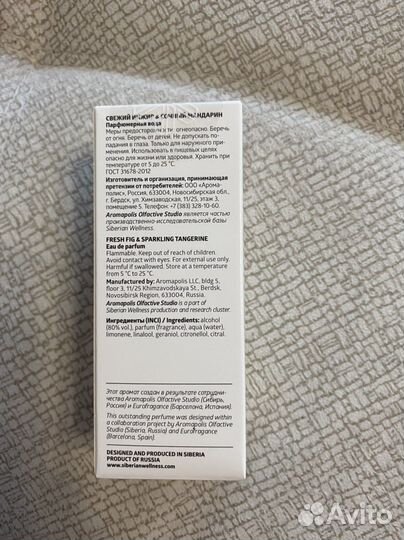 СВЕЖИЙ ИНЖИР & СОЧНЫЙ МАНДАРИН
Парфюмерная вода
Меры предосторожности: огнеопасно. Беречь
от огня. Беречь от детей. Не допускать по-
падания в глаза. Только для наружного при-
менения. Использовать в пищевых целях
опасно для жизни или здоровья. Хранить при
температуре от 5 до 25 °C.
ГОСТ 31678-2012
Изготовитель и организация, принимающая
претензии от потребителей: ООО «Арома-
полис», Россия, 633004, Новосибирская обл.,
г. Бердск, ул. Химзаводская, 11/25, этаж 3,
помещение 5. Телефон: +7 (383) 328-10-60.
Aromapolis Olfactive Studio является частью
производственно-исследовательской базы
Siberian Wellness.
FRESH FIG & SPARKLING TANGERINE
Eau de parfum
Flammable. Keep out of reach of children.
Avoid contact with eyes. For external use only.
Harmful if swallowed. Store at a temperature
from 5 °C to 25 °C.
Manufactured by: Aromapolis LLC, bldg 5,
floor 3, 11/25 Khimzavodskaya St., Berdsk,
Novosibirsk Region, 633004, Russia.
Aromapolis Olfactive Studio is a part of
Siberian Wellness production and research cluster.
Ингредиенты (INCI) / Ingredients: alcohol
(80% vol.), parfum (fragrance), aqua (water),
limonene, linalool, geraniol, citronellol, citral.
Этот аромат создан в результате сотрудни-
чества Aromapolis Olfactive Studio (Сибирь,
Россия) и Eurofragance (Барселона, Испания).
This outstanding perfume was designed within
a collaboration project by Aromapolis Olfactive
Studio (Siberia, Russia) and Eurofragance
(Barcelona, Spain).
DESIGNED AND PRODUCED IN SIBERIA
PRODUCT OF RUSSIA
www.siberianwellness.com
Avito